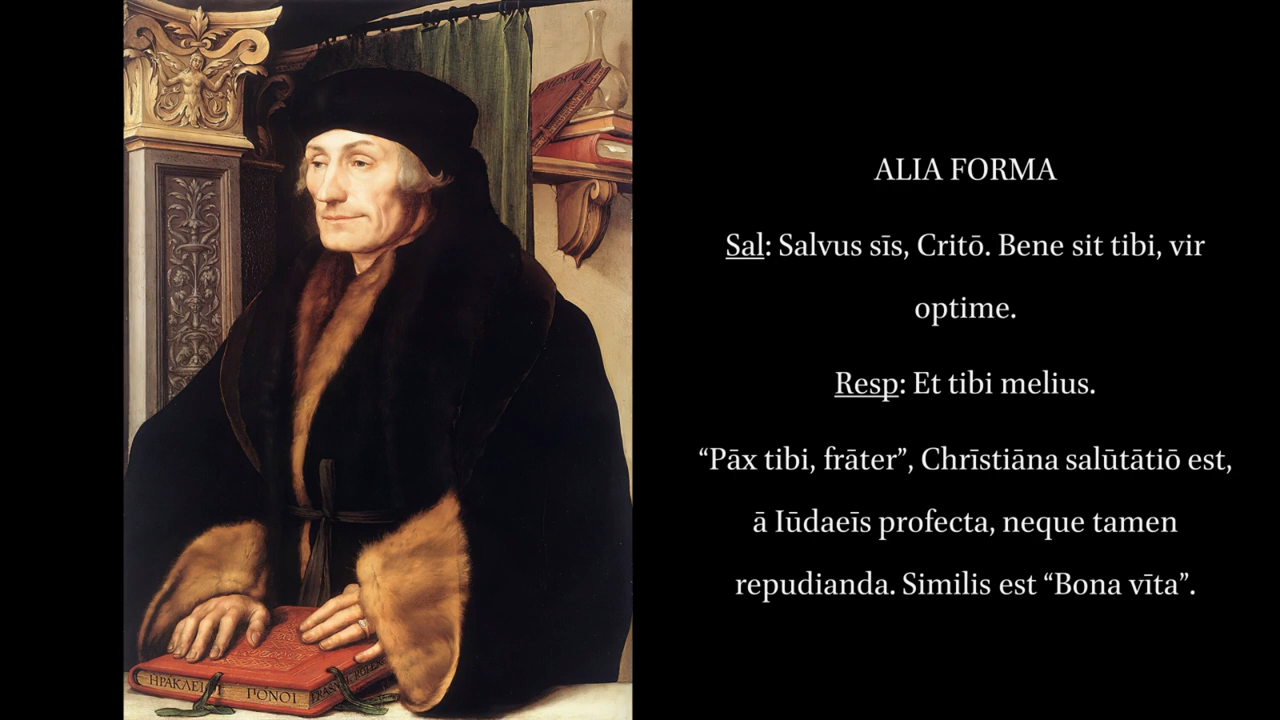 ALIA FORMA
Sal: Salvus sīs, Critō. Bene sit tibi, vir
optime.
Resp: Et tibi melius.
“Pāx tibi, frāter”, Chrīstiāna salūtātiō est,
ā Iūdaeīs profecta, neque tamen
repudianda. Similis est “Bona vīta”.
ΗΡΑΚΛΕΙΟΙ ΠΟΝΟΙ